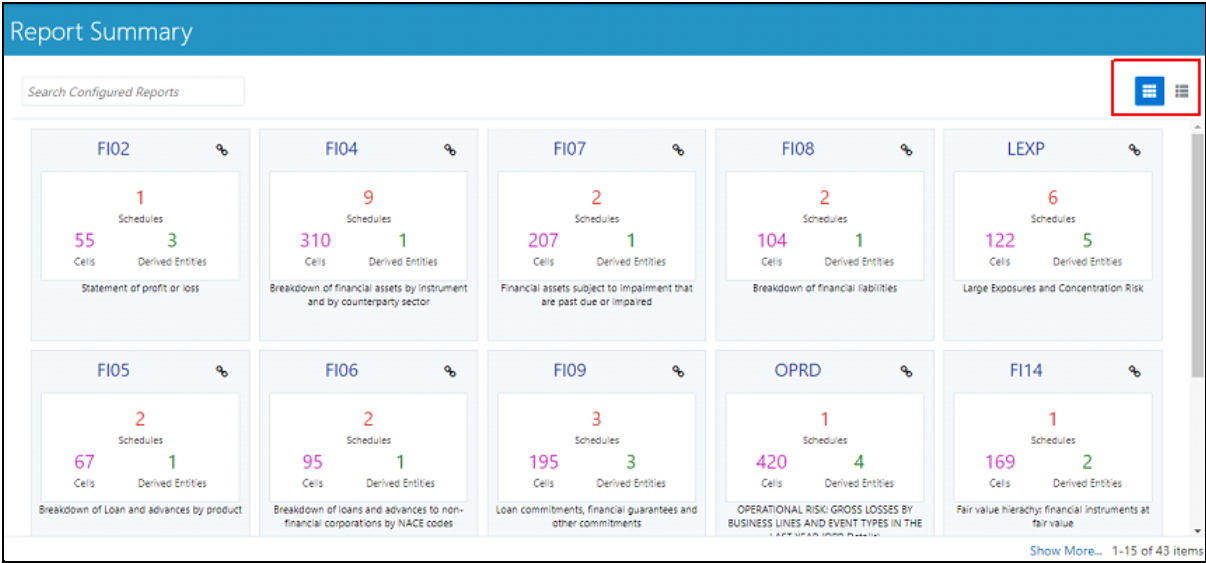 Report Summary
Search Configured Reports
FI02
1
Schedules
55 3
Cells Derived Entities
Statement of profit or loss
FI04
9
Schedules
310 1
Cells Derived Entities
Breakdown of financial assets by instrument
and by counterparty sector
FI07
2
Schedules
207 1
Cells Derived Entities
Financial assets subject to impairment that
are past due or impaired
FI08
2
Schedules
104 1
Cells Derived Entities
Breakdown of financial liabilities
LEXP
6
Schedules
122 5
Cells Derived Entities
Large Exposures and Concentration Risk
FI05
2
Schedules
67 1
Cells Derived Entities
Breakdown of Loan and advances by product
FI06
2
Schedules
95 1
Cells Derived Entities
Breakdown of loans and advances to non-
financial corporations by NACE codes
FI09
3
Schedules
195 3
Cells Derived Entities
Loan commitments, financial guarantees and
other commitments
OPRD
1
Schedules
420 4
Cells Derived Entities
OPERATIONAL RISK: GROSS LOSSES BY
BUSINESS LINES AND EVENT TYPES IN THE
LAST YEAR (OPR Details)
FI14
1
Schedules
169 2
Cells Derived Entities
Fair value hierachy: financial instruments at
fair value
Show More... 1-15 of 43 items